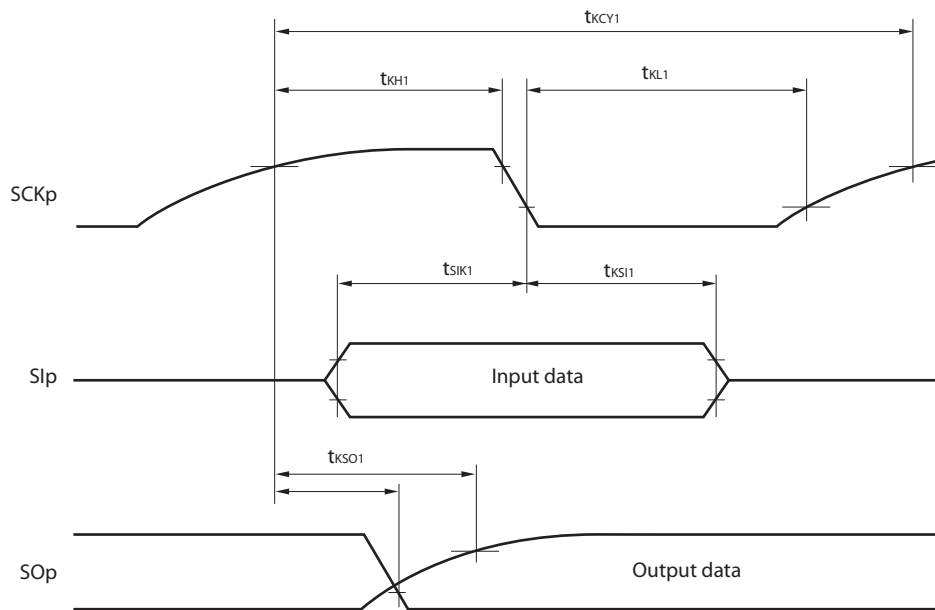 tKCY1
tKH1
tKL1
SCKp
tSIK1
tKSI1
SIp
Input data
tKSO1
SOp
Output data